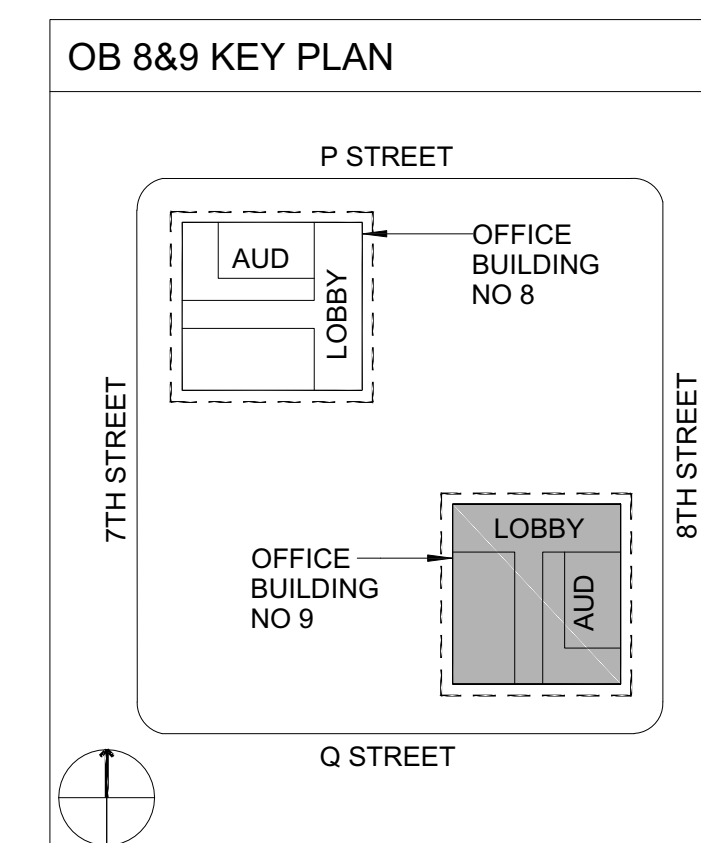 OB 8&9 KEY PLAN
P STREET
AUD
LOBBY
OFFICE
BUILDING
NO 8
7TH STREET
8TH STREET
LOBBY
AUD
OFFICE
BUILDING
NO 9
Q STREET